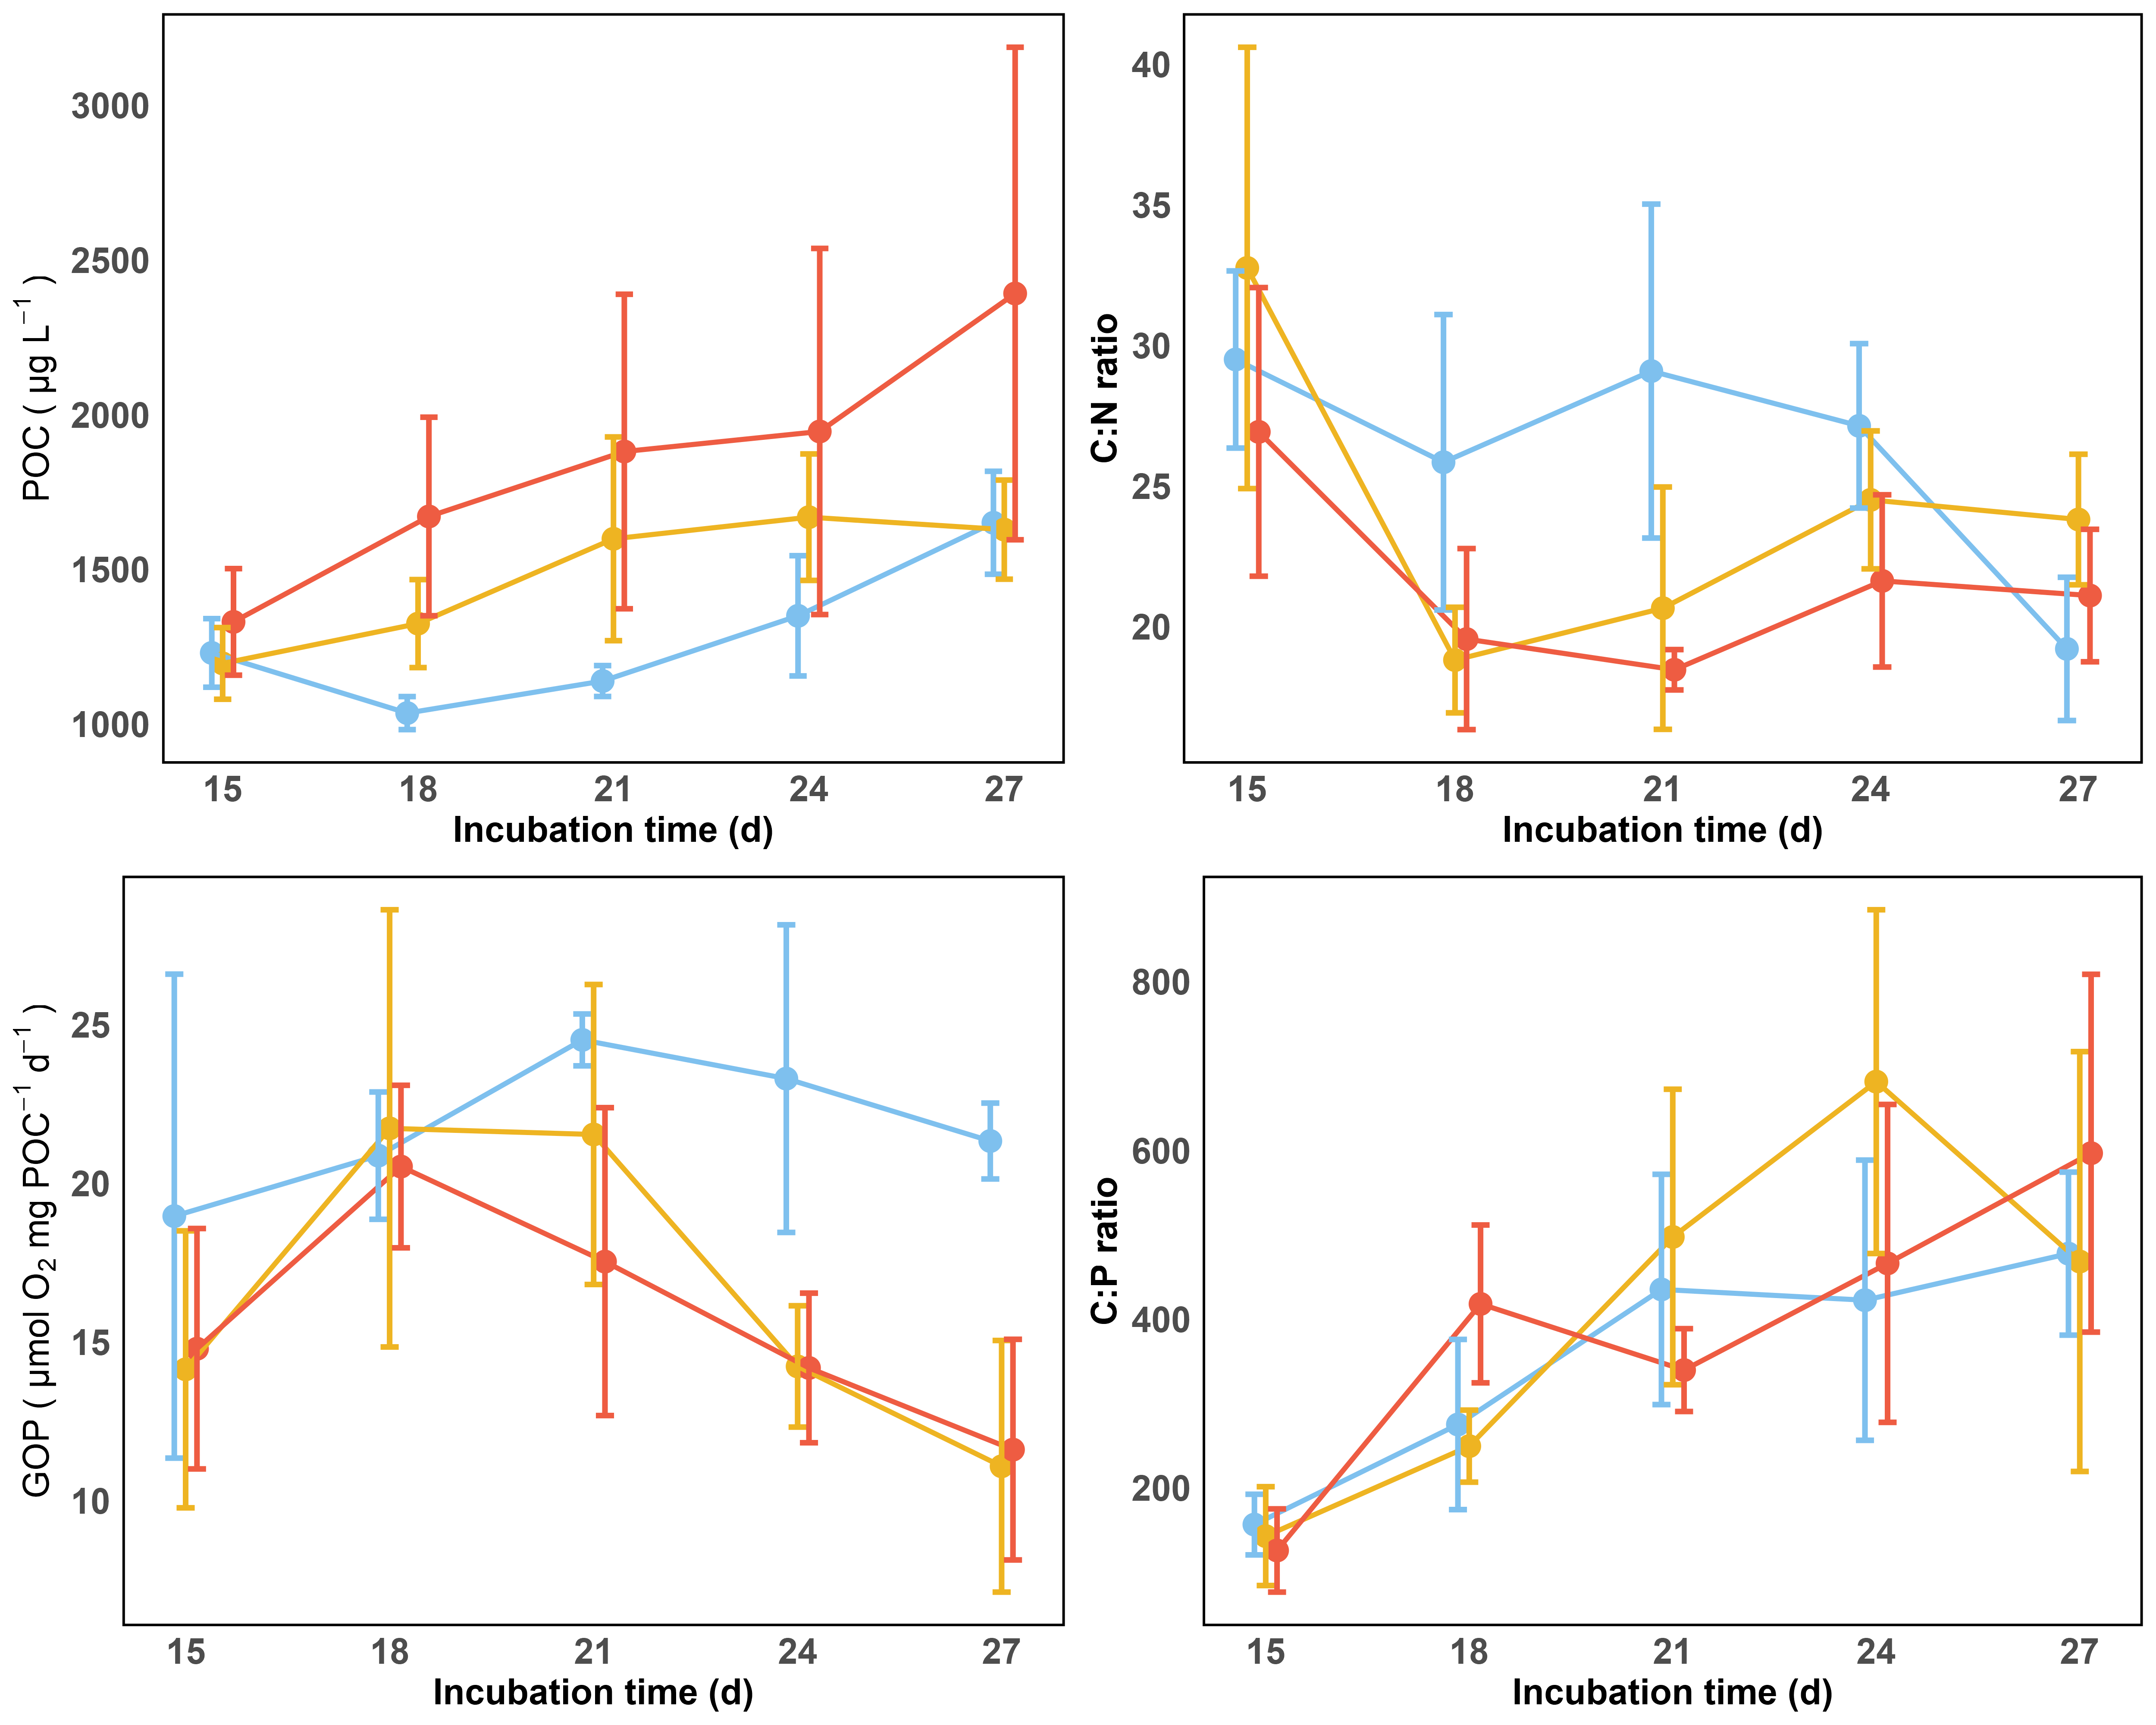 POC ( µg L⁻¹ )
3000
2500
2000
1500
1000
15 18 21 24 27
Incubation time (d)
C:N ratio
40
35
30
25
20
15 18 21 24 27
Incubation time (d)
GOP ( µmol O₂ mg POC⁻¹ d⁻¹ )
25
20
15
10
15 18 21 24 27
Incubation time (d)
C:P ratio
800
600
400
200
15 18 21 24 27
Incubation time (d)